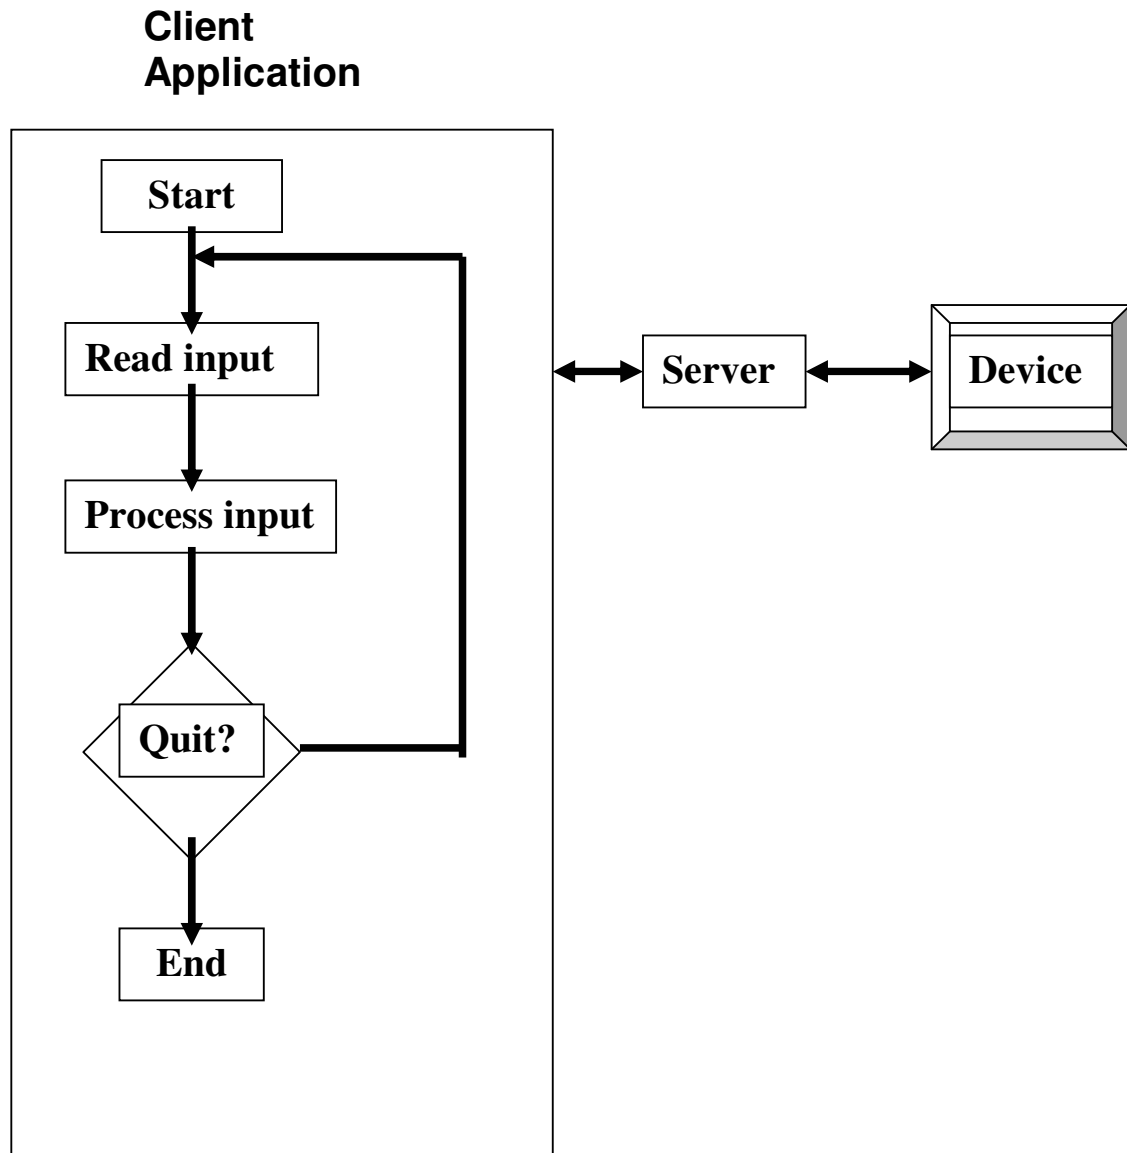 Client
Application
Start
Read input
Server
Device
Process input
Quit?
End